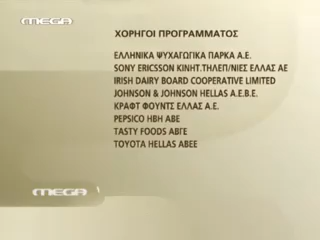 MEGA
ΧΟΡΗΓΟΙ ΠΡΟΓΡΑΜΜΑΤΟΣ
ΕΛΛΗΝΙΚΑ ΨΥΧΑΓΩΓΙΚΑ ΠΑΡΚΑ Α.Ε.
SONY ERICSSON ΚΙΝΗΤ.ΤΗΛΕΠ/ΝΙΕΣ ΕΛΛΑΣ ΑΕ
IRISH DAIRY BOARD COOPERATIVE LIMITED
JOHNSON & JOHNSON HELLAS Α.Ε.Β.Ε.
ΚΡΑΦΤ ΦΟΥΝΤΣ ΕΛΛΑΣ Α.Ε.
PEPSICO ΗΒΗ ΑΒΕ
TASTY FOODS ΑΒΓΕ
TOYOTA HELLAS ΑΒΕΕ
MEGA